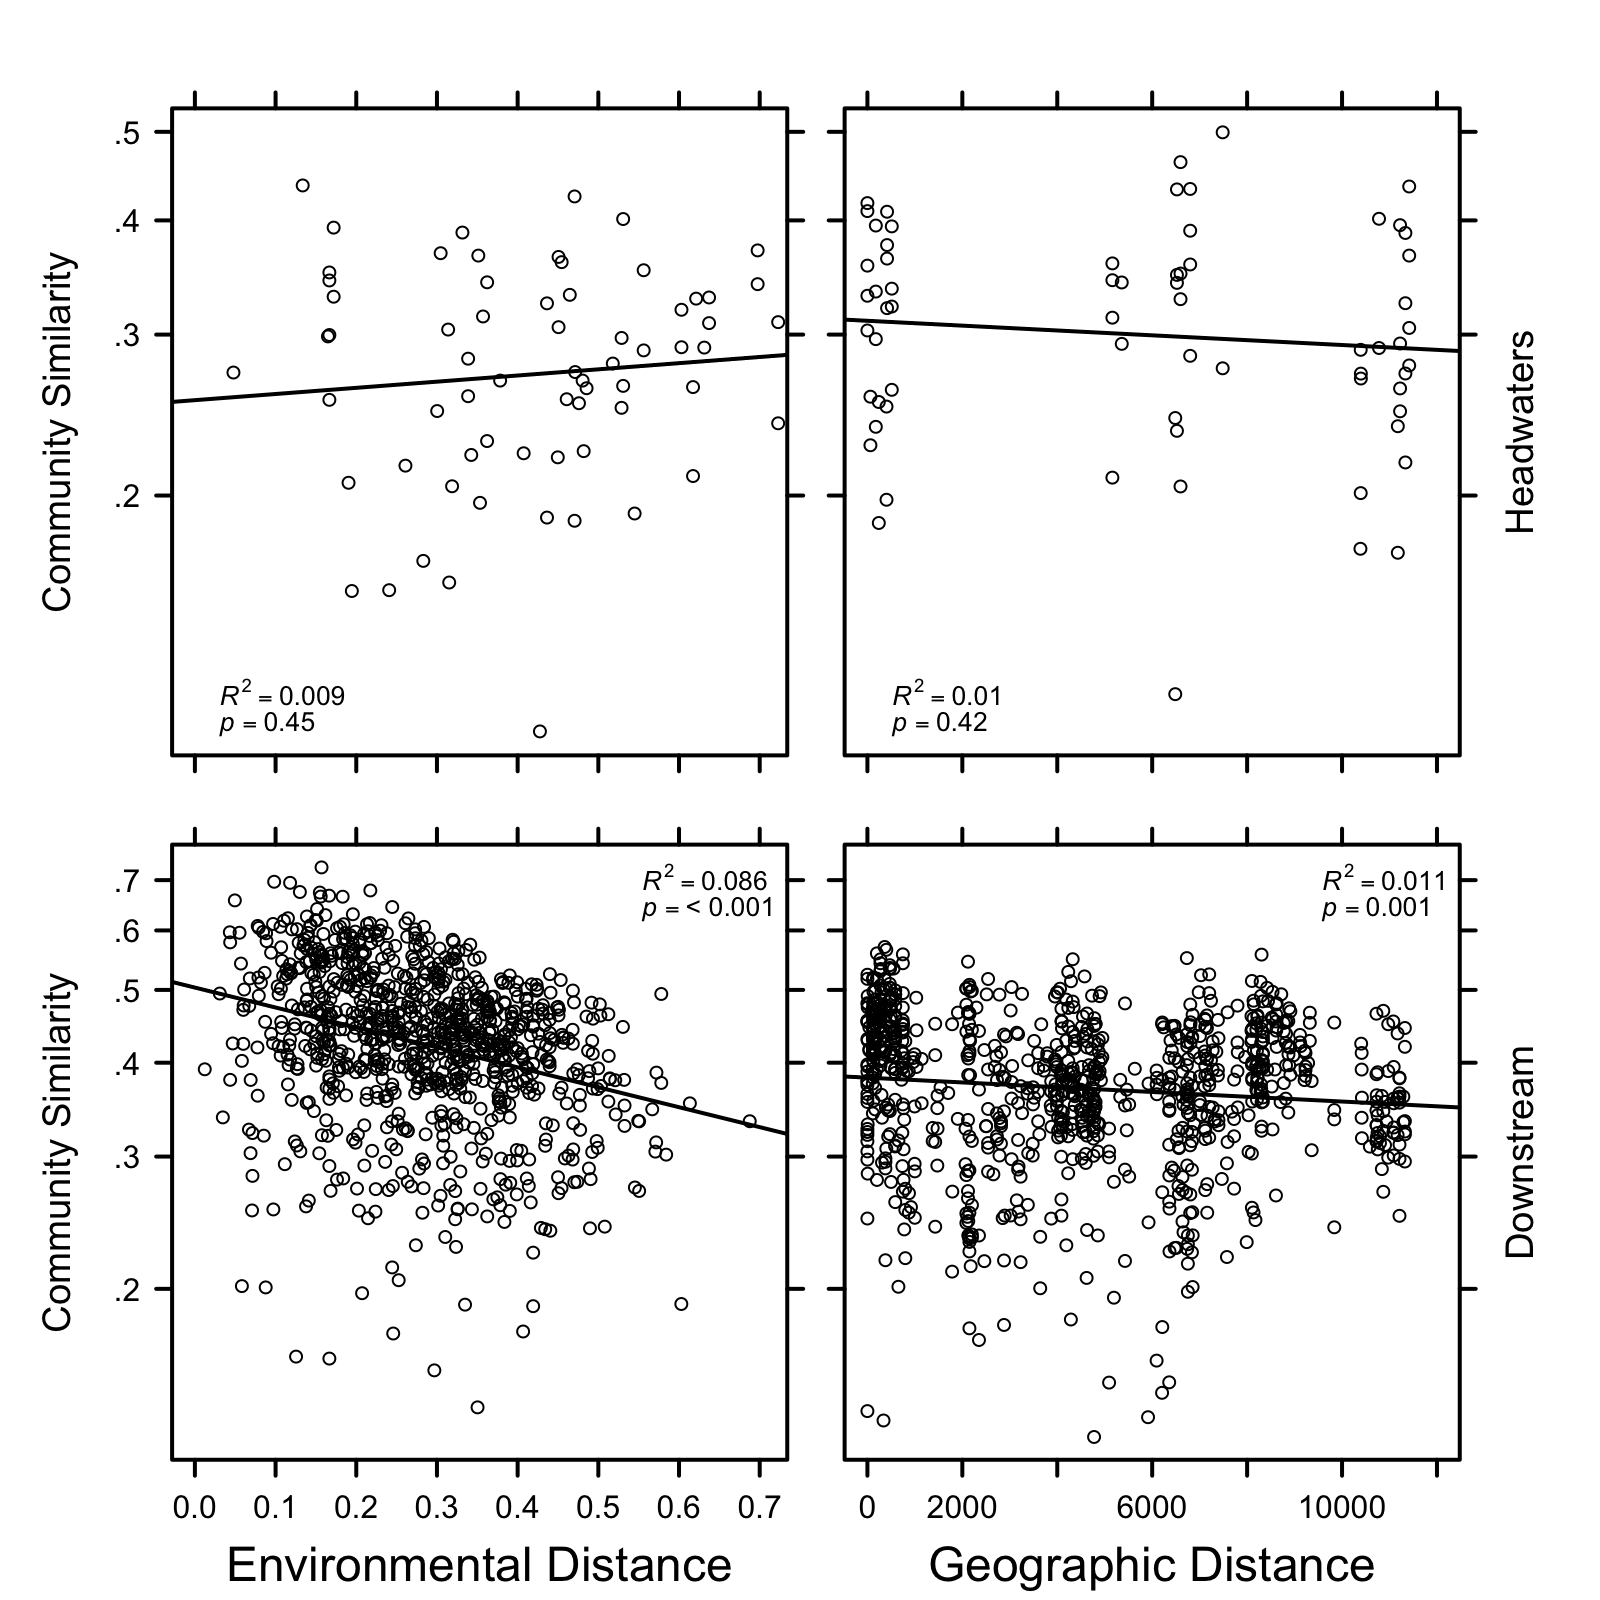 .5
.4
.3
.2
Community Similarity
R² = 0.009
p = 0.45
R² = 0.01
p = 0.42
Headwaters
.7
.6
.5
.4
.3
.2
Community Similarity
R² = 0.086
p = < 0.001
R² = 0.011
p = 0.001
Downstream
0.0 0.1 0.2 0.3 0.4 0.5 0.6 0.7
0 2000 6000 10000
Environmental Distance
Geographic Distance